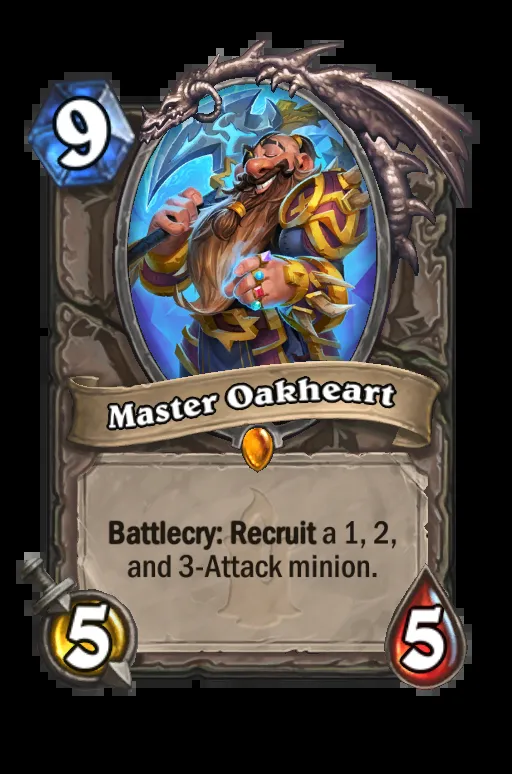 9
Master Oakheart
Battlecry: Recruit a 1, 2,
and 3-Attack minion.
5 5